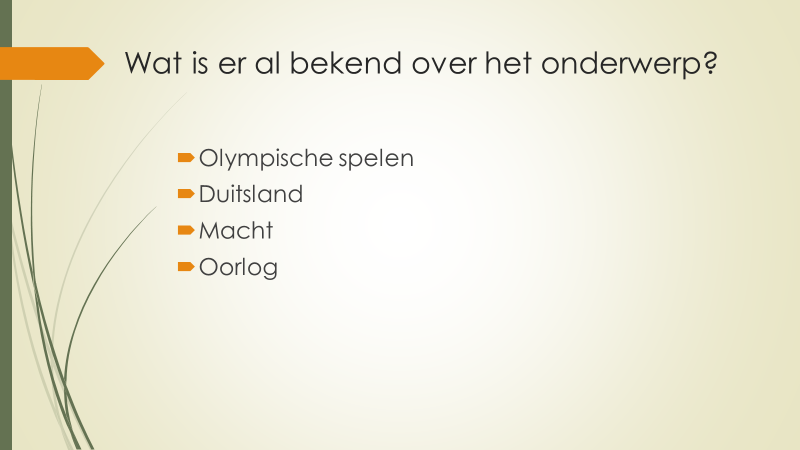 Wat is er al bekend over het onderwerp?
Olympische spelen
Duitsland
Macht
Oorlog